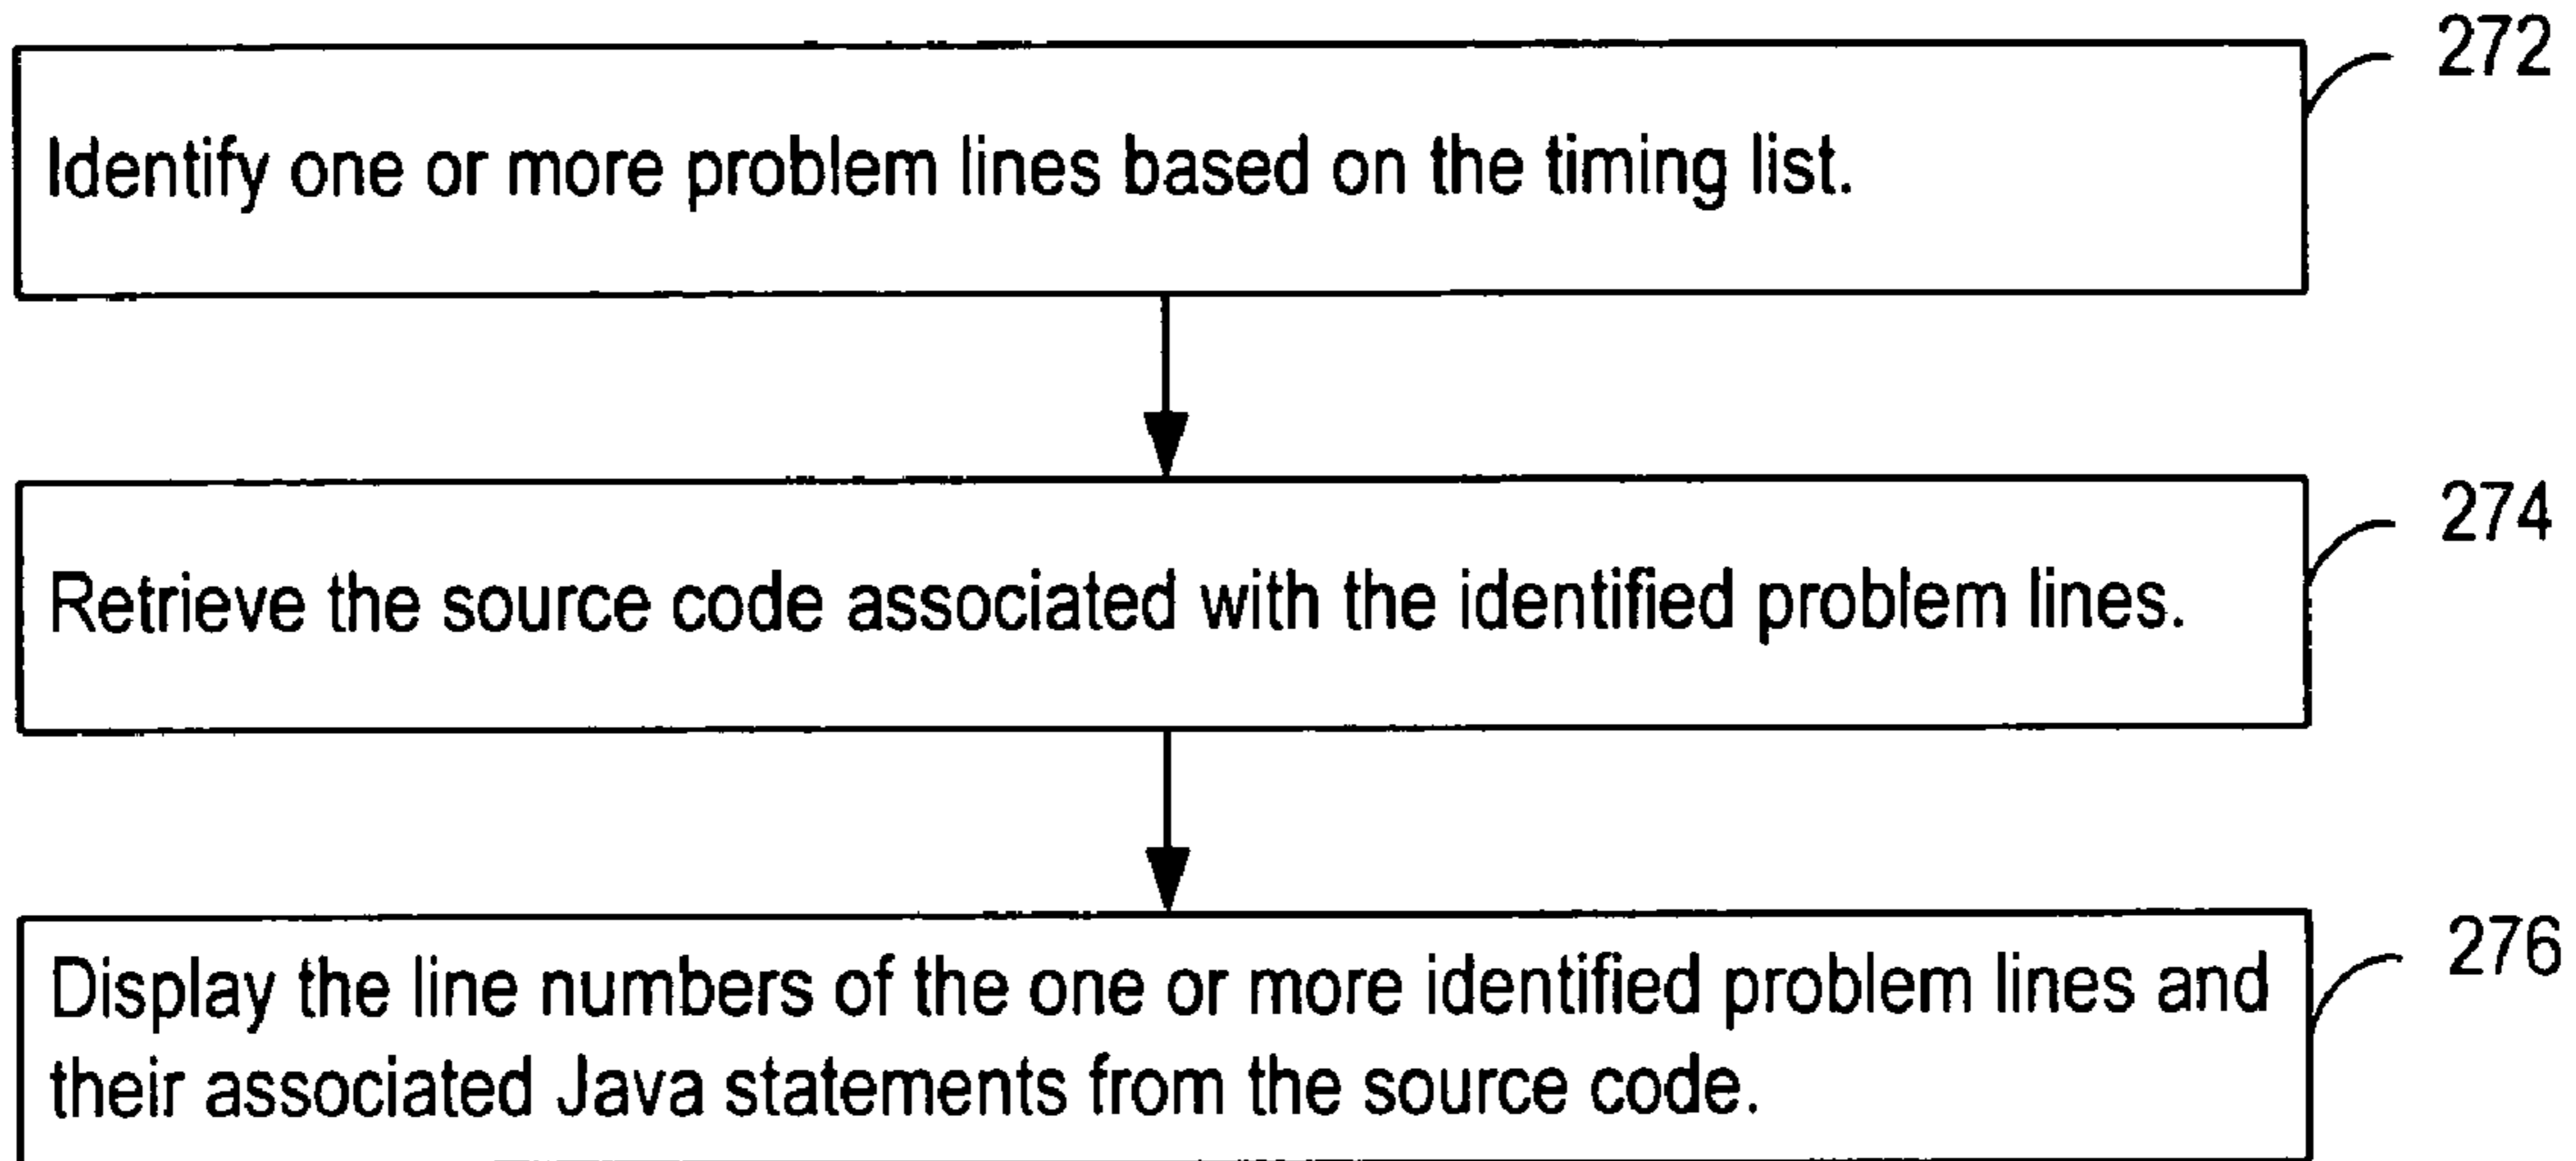 272
Identify one or more problem lines based on the timing list.
274
Retrieve the source code associated with the identified problem lines.
276
Display the line numbers of the one or more identified problem lines and
their associated Java statements from the source code.